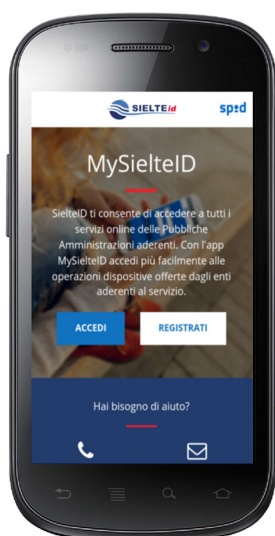 SIELTEid
spid
MySielteID
SielteID ti consente di accedere a tutti i
servizi online delle Pubbliche
Amministrazioni aderenti. Con l'app
MySielteID accedi più facilmente alle
operazioni dispositive offerte dagli enti
aderenti al servizio.
ACCEDI
REGISTRATI
Hai bisogno di aiuto?